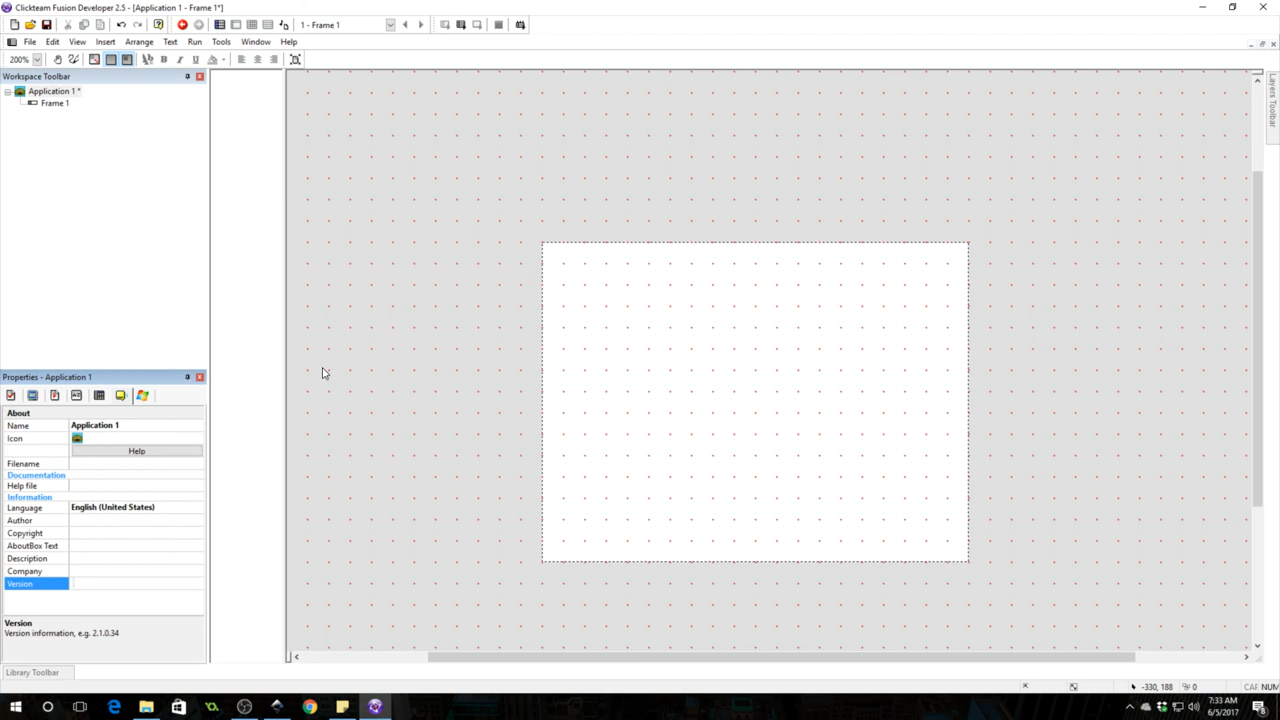 Clickteam Fusion Developer 2.5 - [Application 1 - Frame 1*]
1 - Frame 1
File Edit View Insert Arrange Text Run Tools Window Help
200% B I U
Workspace Toolbar
Application 1 *
Frame 1
Layers Toolbar
Properties - Application 1
About
Name Application 1
Icon
Help
Filename
Documentation
Help file
Information
Language English (United States)
Author
Copyright
AboutBox Text
Description
Company
Version
Version
Version information, e.g. 2.1.0.34
Library Toolbar
-330, 188 0 CAP NUM
7:33 AM
6/5/2017
8